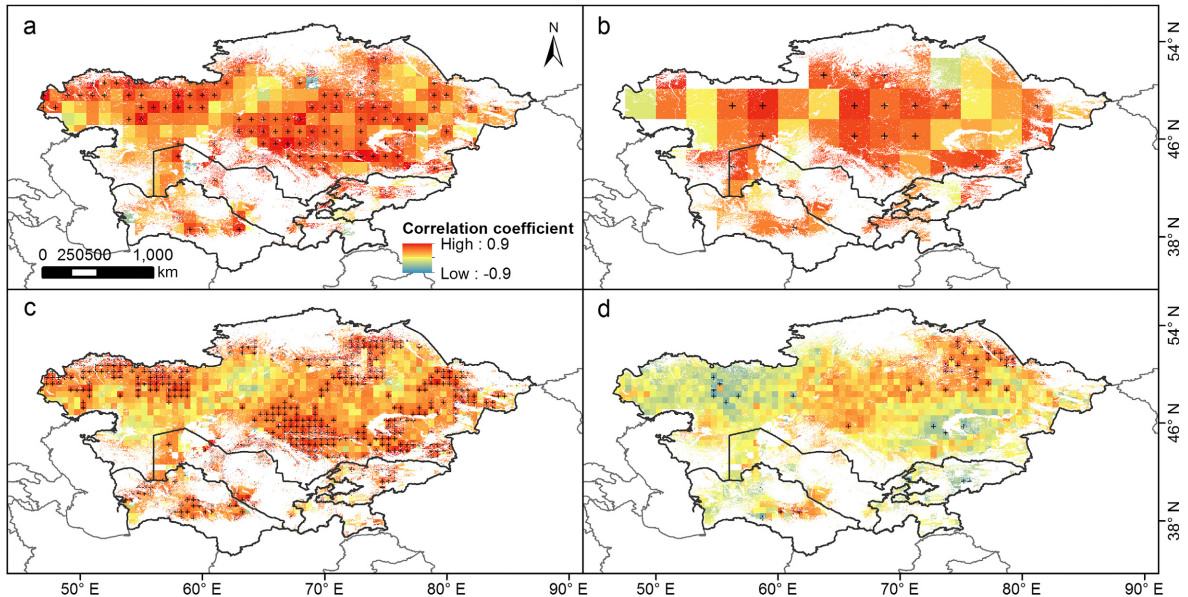 a
N
b
54° N
46° N
38° N
Correlation coefficient
High : 0.9
Low : -0.9
0 250500 1,000
km
c
d
54° N
46° N
38° N
50° E 60° E 70° E 80° E 90° E 50° E 60° E 70° E 80° E 90° E